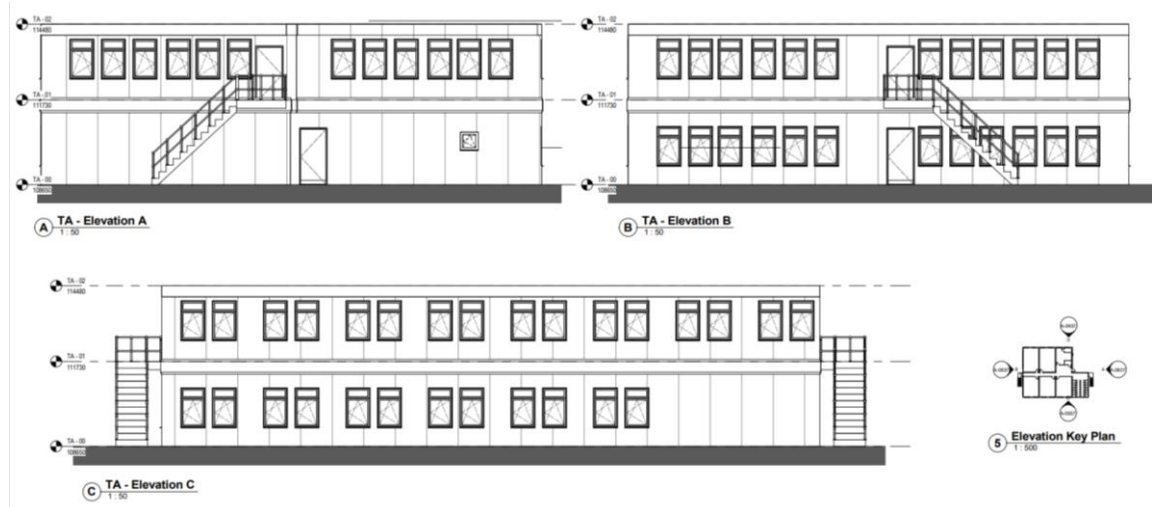 TA - 02
114480
TA - 01
111730
TA - 00
108650
A
TA - Elevation A
1 : 50
TA - 02
114480
TA - 01
111730
TA - 00
108650
B
TA - Elevation B
1 : 50
TA - 02
114480
TA - 01
111730
TA - 00
108650
C
TA - Elevation C
1 : 50
5
Elevation Key Plan
1 : 500